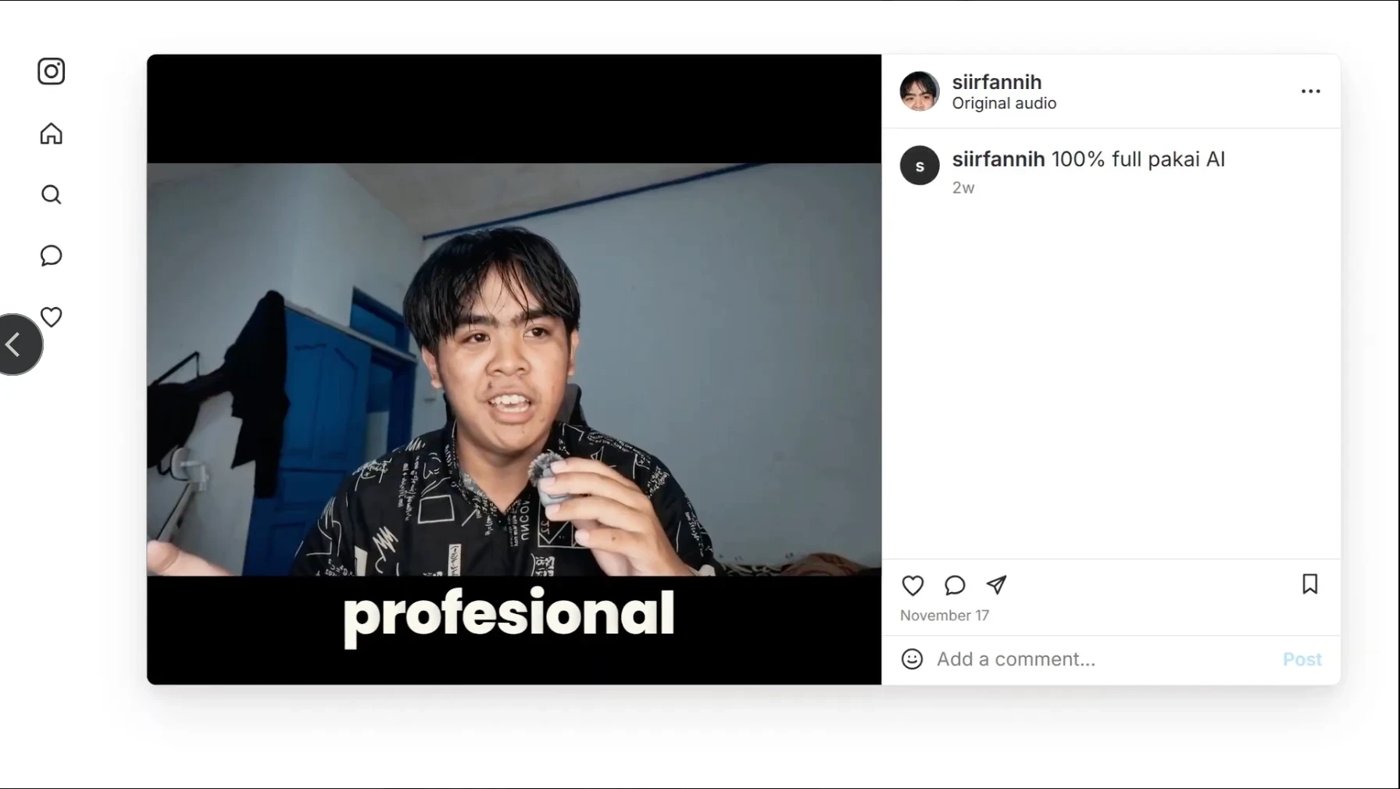 profesional
siirfannih
Original audio
s
siirfannih 100% full pakai AI
2w
November 17
Add a comment...
Post